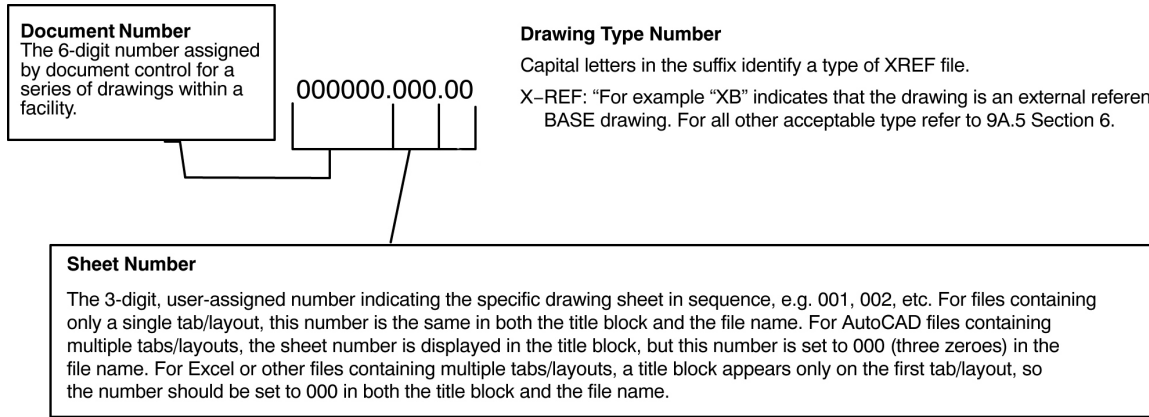 Document Number
The 6-digit number assigned
by document control for a
series of drawings within a
facility.
000000.000.00
Drawing Type Number
Capital letters in the suffix identify a type of XREF file.
X–REF: “For example “XB” indicates that the drawing is an external
BASE drawing. For all other acceptable type refer to 9A.5 Section 6.
Sheet Number
The 3-digit, user-assigned number indicating the specific drawing sheet in sequence, e.g. 001, 002, etc. For files containing
only a single tab/layout, this number is the same in both the title block and the file name. For AutoCAD files containing
multiple tabs/layouts, the sheet number is displayed in the title block, but this number is set to 000 (three zeroes) in the
file name. For Excel or other files containing multiple tabs/layouts, a title block appears only on the first tab/layout, so
the number should be set to 000 in both the title block and the file name.